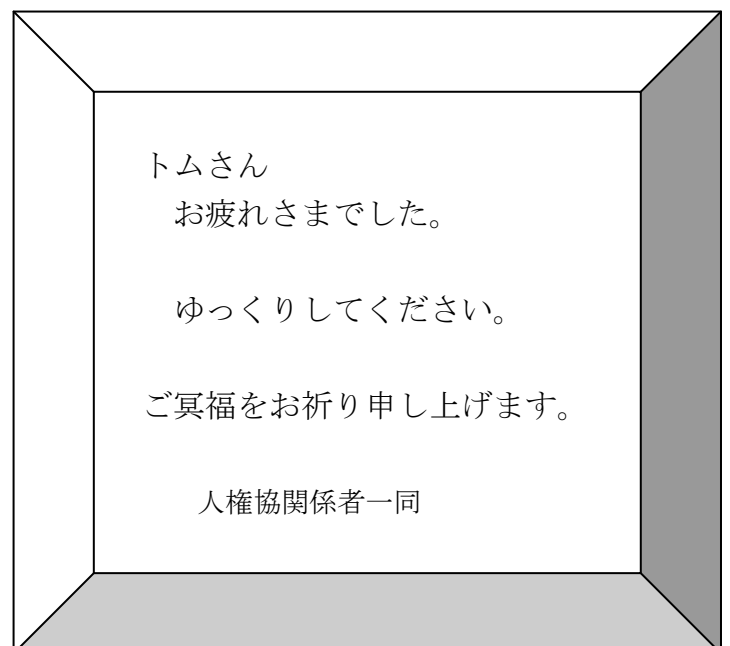 トムさん
お疲れさまでした。
ゆっくりしてください。
ご冥福をお祈り申し上げます。
人権協関係者一同